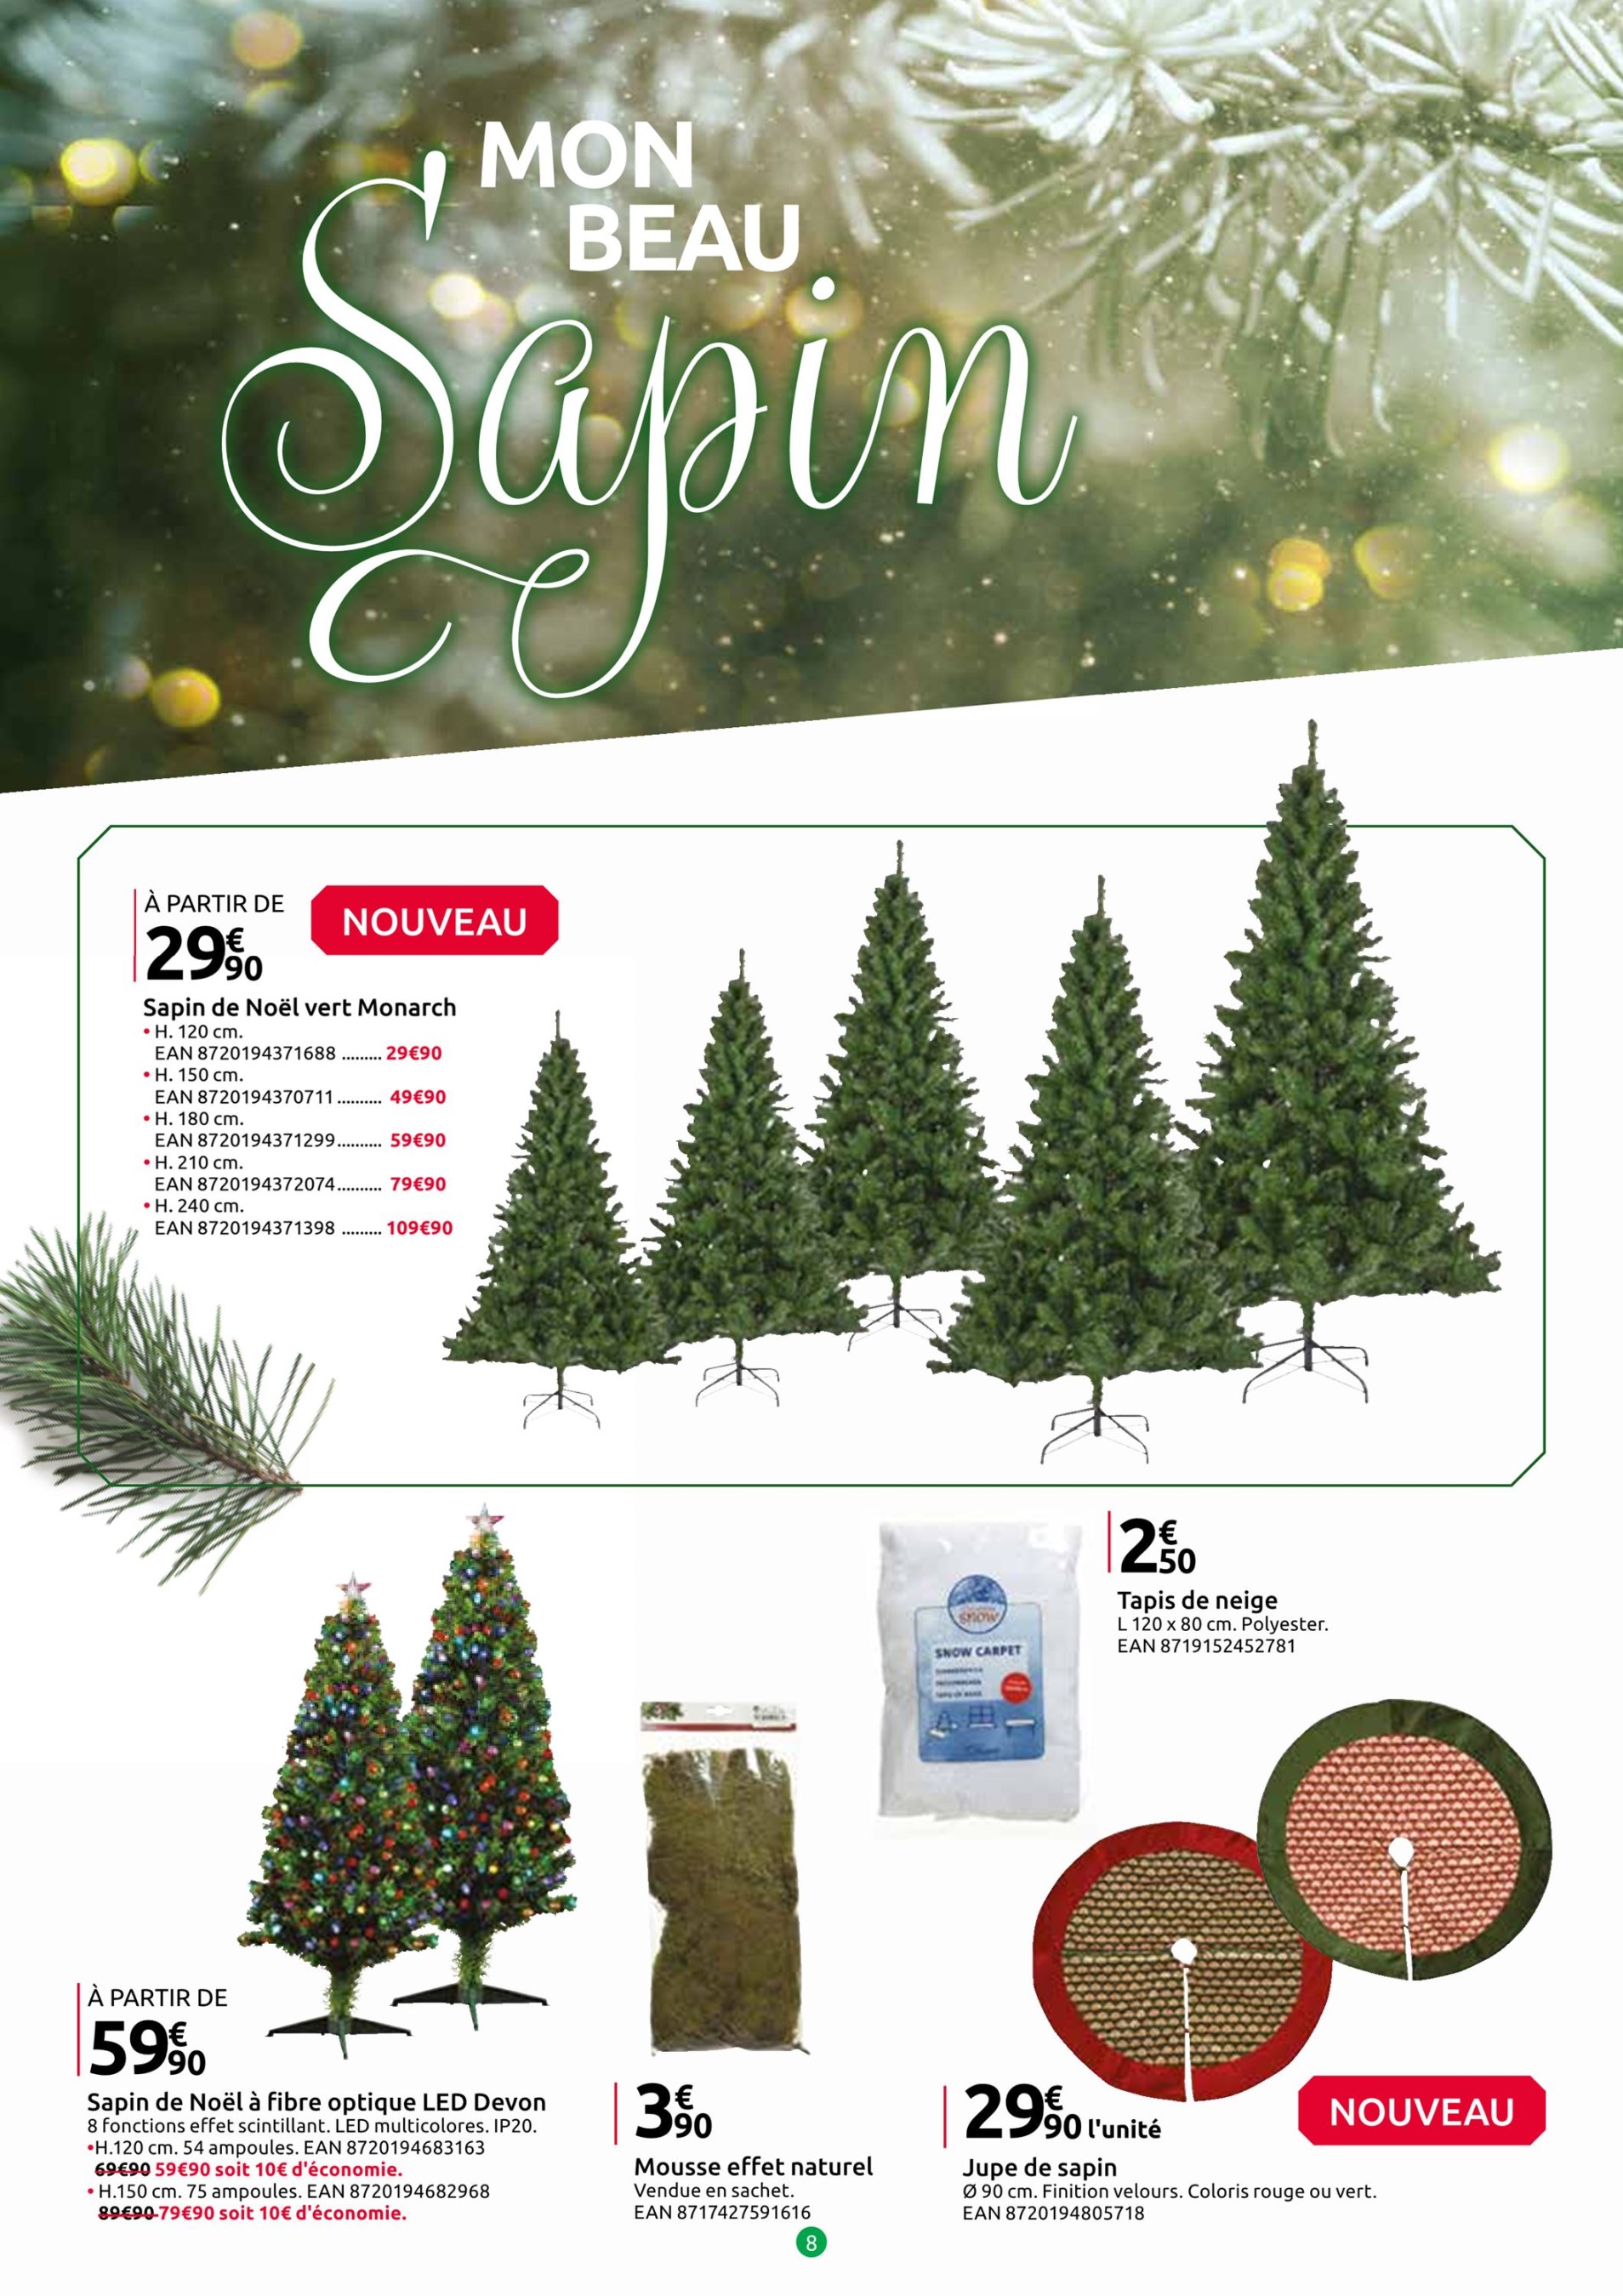 MON
BEAU
Sapin
À PARTIR DE
29€90
NOUVEAU
Sapin de Noël vert Monarch
• H. 120 cm.
EAN 8720194371688 ......... 29€90
• H. 150 cm.
EAN 8720194370711.......... 49€90
• H. 180 cm.
EAN 8720194371299.......... 59€90
• H. 210 cm.
EAN 8720194372074.......... 79€90
• H. 240 cm.
EAN 8720194371398 ......... 109€90
snow
SNOW CARPET
2€50
Tapis de neige
L 120 x 80 cm. Polyester.
EAN 8719152452781
À PARTIR DE
59€90
Sapin de Noël à fibre optique LED Devon
8 fonctions effet scintillant. LED multicolores. IP20.
•H.120 cm. 54 ampoules. EAN 8720194683163
69€90 59€90 soit 10€ d'économie.
• H.150 cm. 75 ampoules. EAN 8720194682968
89€90 79€90 soit 10€ d'économie.
3€90
Mousse effet naturel
Vendue en sachet.
EAN 8717427591616
29€90 l'unité
NOUVEAU
Jupe de sapin
Ø 90 cm. Finition velours. Coloris rouge ou vert.
EAN 8720194805718
8